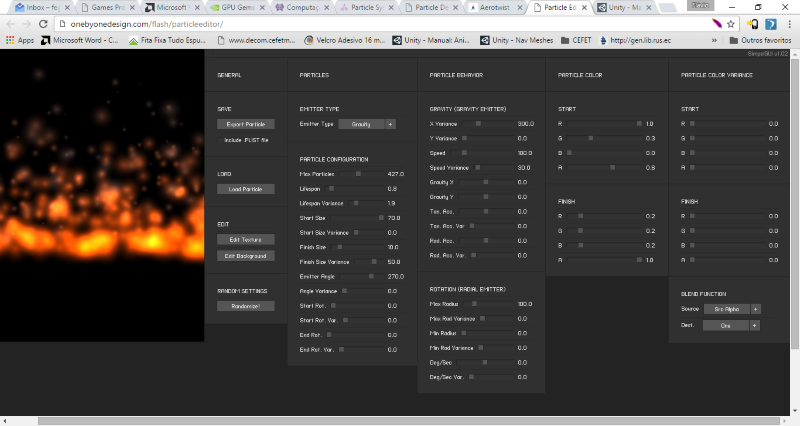 Inbox – fes
Games Pro
Microsoft
GPU Gem
Computaç
Particle Sy
Particle De
Aerotwist
Particle Edi
Unity - Ma
onebyonedesign.com/flash/particleeditor/
Apps
Microsoft Word - C
Fita Fixa Tudo Espu...
www.decom.cefetm...
Velcro Adesivo 16 m
Unity - Manual: Ani...
Unity - Nav Meshes
CEFET
http://gen.lib.rus.ec
»
Outros favoritos
SimpleGUI v1.02
GENERAL
SAVE
Export Particle
Include .PLIST file
LOAD
Load Particle
EDIT
Edit Texture
Edit Background
RANDOM SETTINGS
Randomize!
PARTICLES
EMITTER TYPE
Emitter Type Gravity +
PARTICLE CONFIGURATION
Max Particles 427.0
Lifespan 0.8
Lifespan Variance 1.9
Start Size 70.0
Start Size Variance 0.0
Finish Size 10.0
Finish Size Variance 50.0
Emitter Angle 270.0
Angle Variance 0.0
Start Rot. 0.0
Start Rot. Var. 0.0
End Rot. 0.0
End Rot. Var. 0.0
PARTICLE BEHAVIOR
GRAVITY (GRAVITY EMITTER)
X Variance 300.0
Y Variance 0.0
Speed 100.0
Speed Variance 30.0
Gravity X 0.0
Gravity Y 0.0
Tan. Acc. 0.0
Tan. Acc. Var 0.0
Rad. Acc. 0.0
Rad. Acc. Var. 0.0
ROTATION (RADIAL EMITTER)
Max Radius 100.0
Max Rad Variance 0.0
Min Radius 0.0
Min Rad Variance 0.0
Deg/Sec 0.0
Deg/Sec Var. 0.0
PARTICLE COLOR
START
R 1.0
G 0.3
B 0.0
A 0.6
FINISH
R 0.2
G 0.2
B 0.2
A 1.0
PARTICLE COLOR VARIANCE
START
R 0.0
G 0.0
B 0.0
A 0.0
FINISH
R 0.0
G 0.0
B 0.0
A 0.0
BLEND FUNCTION
Source Src Alpha +
Dest. One +